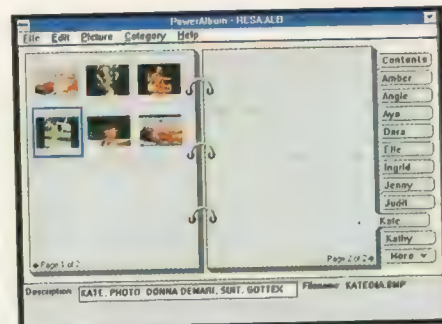 PowerAlbum - RESA.ALB
File Edit Picture Category Help
Contents
Amber
Angie
Aya
Dara
Elle
Ingrid
Jenny
Judit
Kate
Kathy
More
Page 1 of 2
Page 2 of 2
Description KATE, PHOTO DONNA DEMARI, SUIT, GOTTEX
Filename KATE01A.BMP